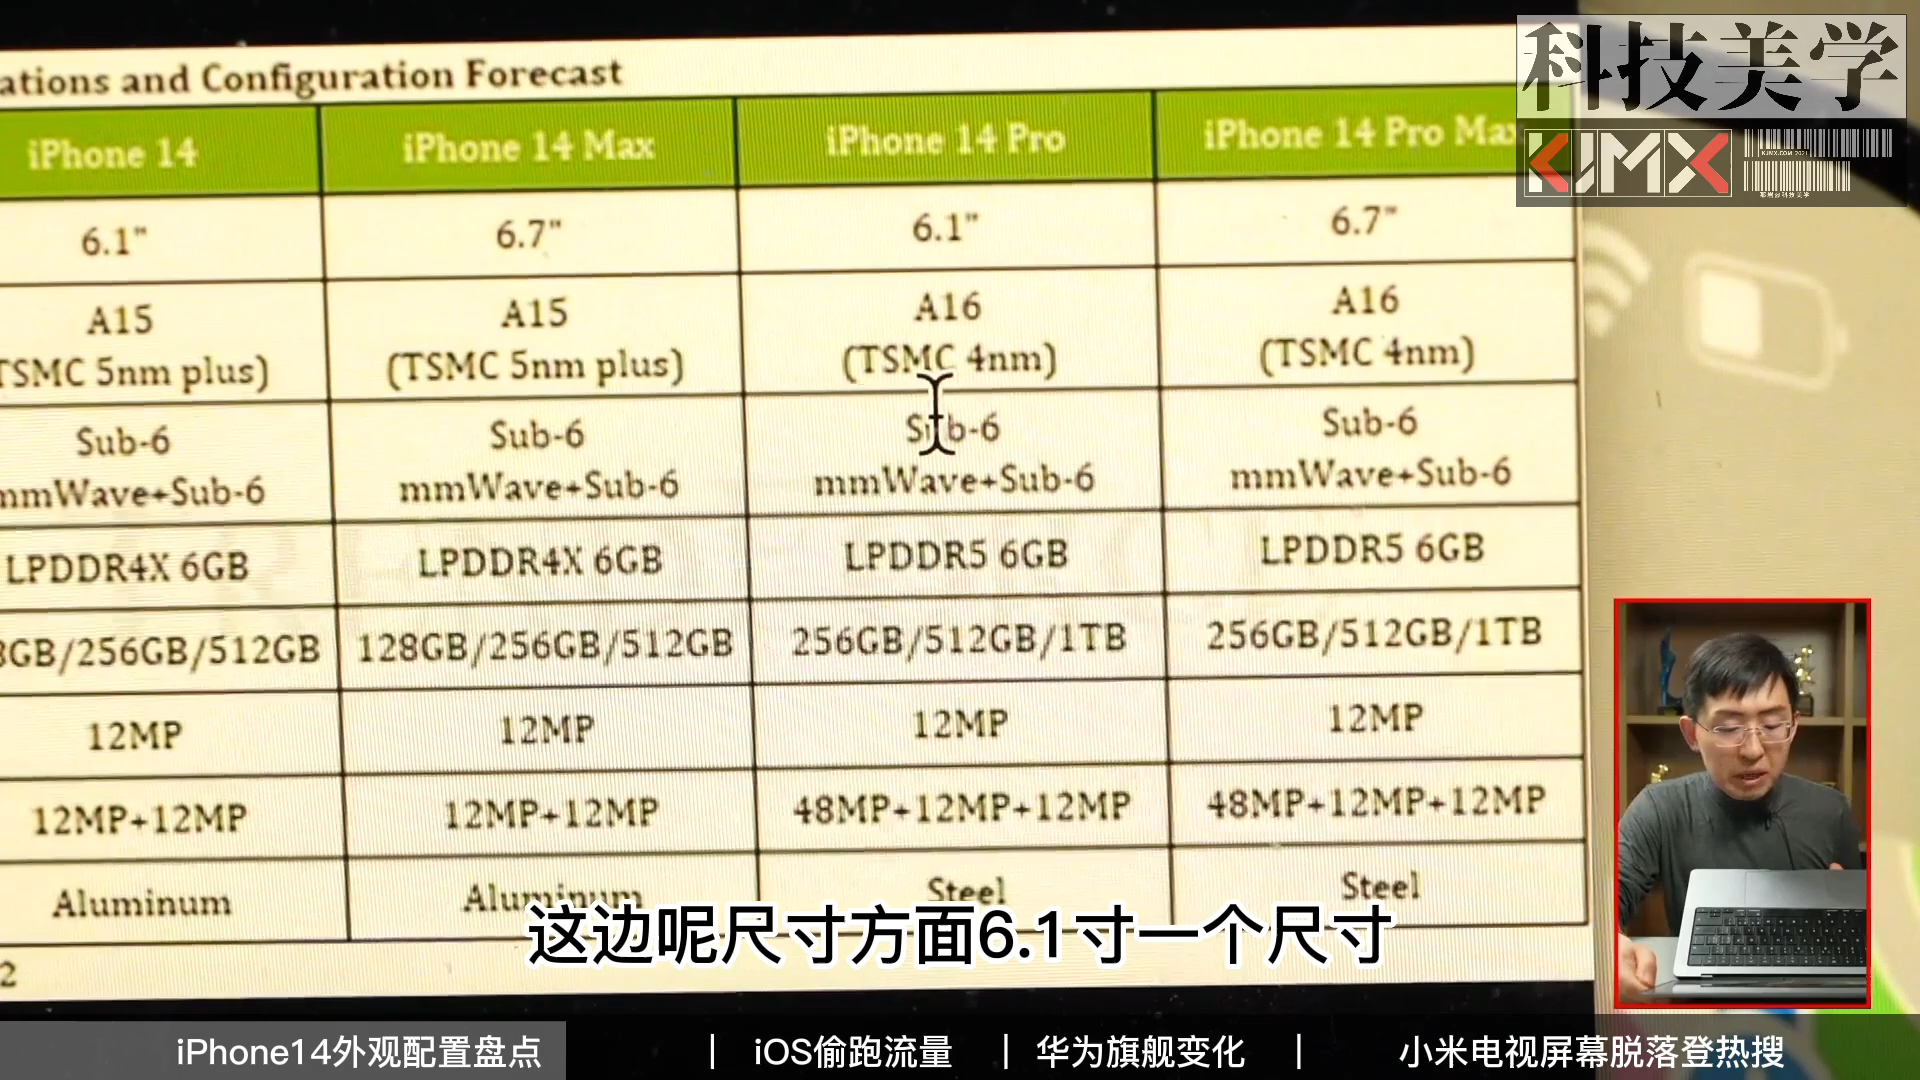 科技美学
KJMX
KJMX.COM 2021
ations and Configuration Forecast
iPhone 14
iPhone 14 Max
iPhone 14 Pro
iPhone 14 Pro Max
6.1"
6.7"
6.1"
6.7"
A15
(TSMC 5nm plus)
A15
(TSMC 5nm plus)
A16
(TSMC 4nm)
A16
(TSMC 4nm)
Sub-6
mmWave+Sub-6
Sub-6
mmWave+Sub-6
Sub-6
mmWave+Sub-6
Sub-6
mmWave+Sub-6
LPDDR4X 6GB
LPDDR4X 6GB
LPDDR5 6GB
LPDDR5 6GB
8GB/256GB/512GB
128GB/256GB/512GB
256GB/512GB/1TB
256GB/512GB/1TB
12MP
12MP
12MP
12MP
12MP+12MP
12MP+12MP
48MP+12MP+12MP
48MP+12MP+12MP
Aluminum
Aluminum
Steel
Steel
这边呢尺寸方面6.1寸一个尺寸
2
iPhone14外观配置盘点 | iOS偷跑流量 | 华为旗舰变化 | 小米电视屏幕脱落登热搜